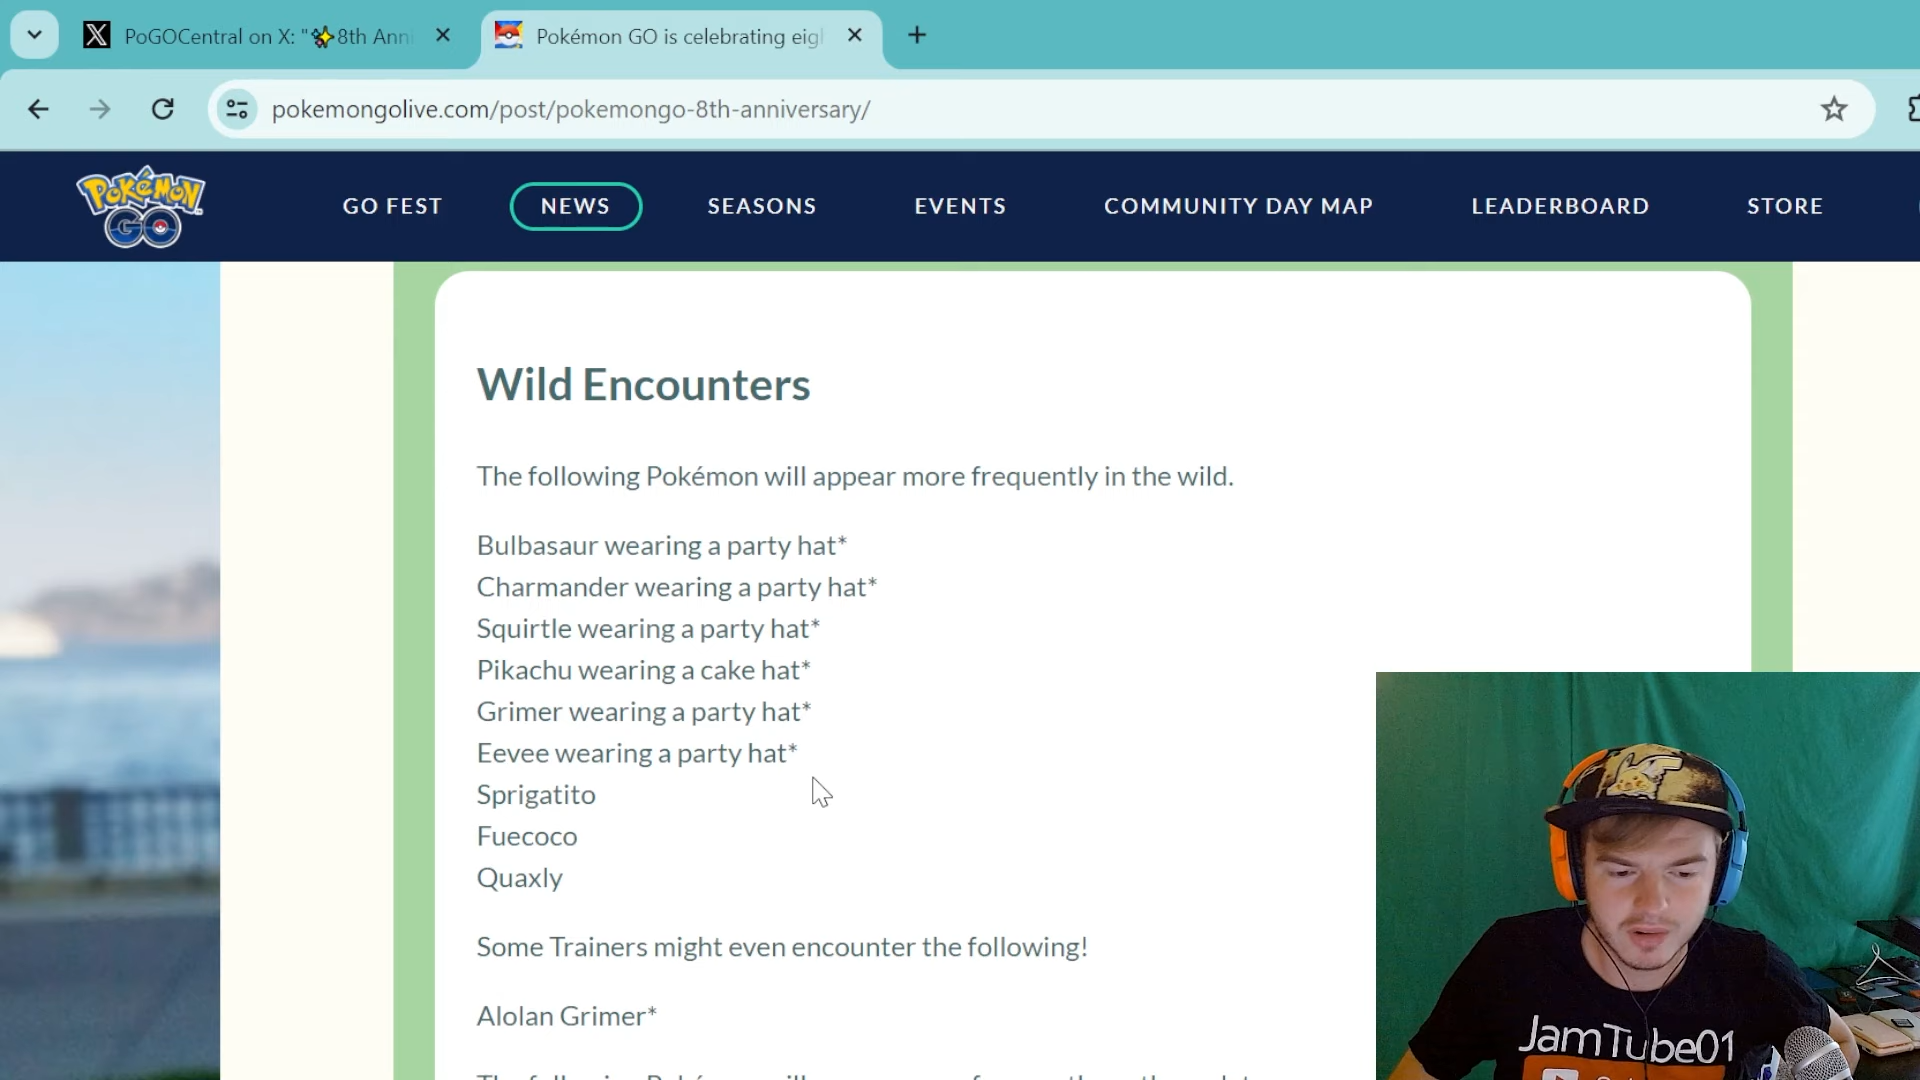 PoGOCentral on X: "✨8th Anni
Pokémon GO is celebrating eig
pokemongolive.com/post/pokemongo-8th-anniversary/
POKÉMON GO
GO FEST
NEWS
SEASONS
EVENTS
COMMUNITY DAY MAP
LEADERBOARD
STORE
Wild Encounters
The following Pokémon will appear more frequently in the wild.
Bulbasaur wearing a party hat*
Charmander wearing a party hat*
Squirtle wearing a party hat*
Pikachu wearing a cake hat*
Grimer wearing a party hat*
Eevee wearing a party hat*
Sprigatito
Fuecoco
Quaxly
Some Trainers might even encounter the following!
Alolan Grimer*
JamTube01